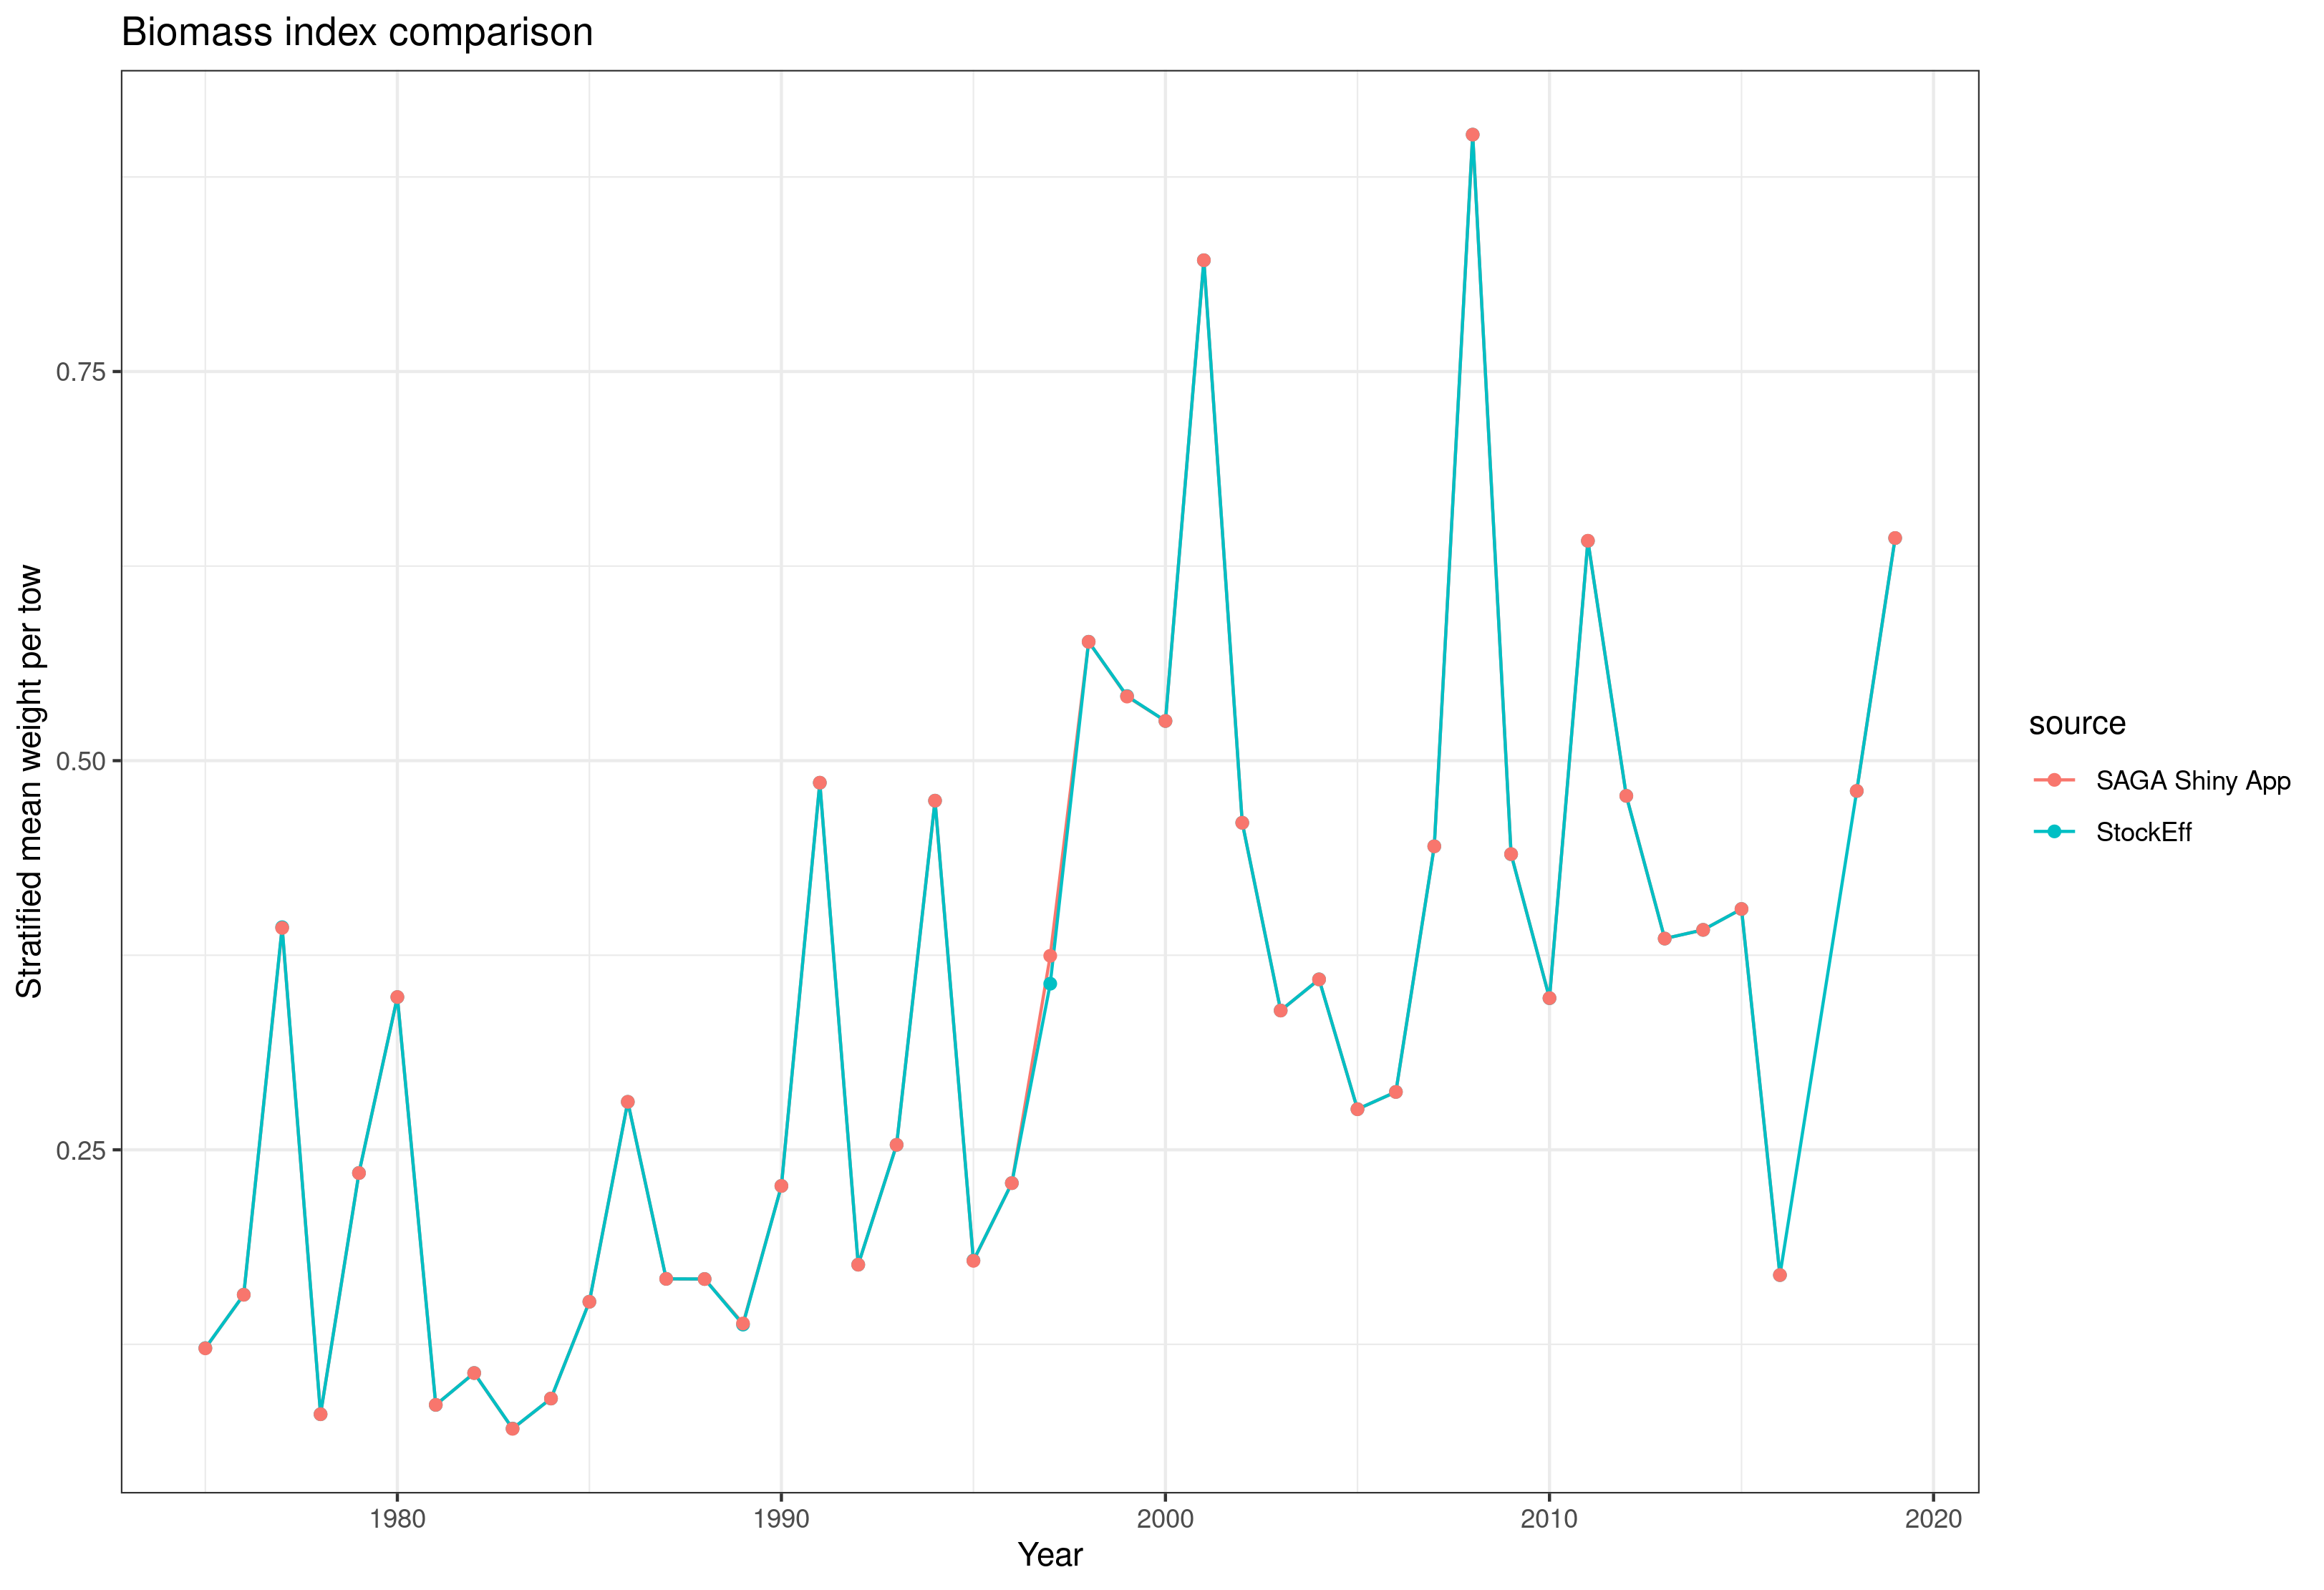 Biomass index comparison
Stratified mean weight per tow
0.75
0.50
0.25
1980 1990 2000 2010 2020
Year
source
SAGA Shiny App
StockEff